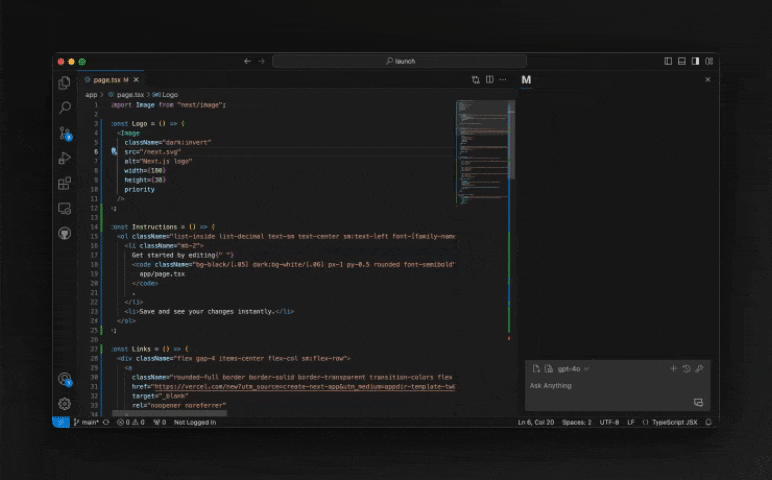 launch
page.tsx M
M
app > page.tsx > Logo
1 import Image from "next/image";
2
3 const Logo = () => (
4 <Image
5 className="dark:invert"
6 src="/next.svg"
7 alt="Next.js logo"
8 width={180}
9 height={38}
10 priority
11 />
12 );
13
14 const Instructions = () => (
15 <ol className="list-inside list-decimal text-sm text-center sm:text-left font-[family-name
16 <li className="mb-2">
17 Get started by editing{" "}
18 <code className="bg-black/[.05] dark:bg-white/[.06] px-1 py-0.5 rounded font-semibold"
19 app/page.tsx
20 </code>
21 .
22 </li>
23 <li>Save and see your changes instantly.</li>
24 </ol>
25 );
26
27 const Links = () => (
28 <div className="flex gap-4 items-center flex-col sm:flex-row">
29 <a
30 className="rounded-full border border-solid border-transparent transition-colors flex
31 href="https://vercel.com/new?utm_source=create-next-app&utm_medium=appdir-template-tw&
32 target="_blank"
33 rel="noopener noreferrer"
34
gpt-4o
Ask Anything
main* 0 0 0 Not Logged In Ln 6, Col 20 Spaces: 2 UTF-8 LF TypeScript JSX